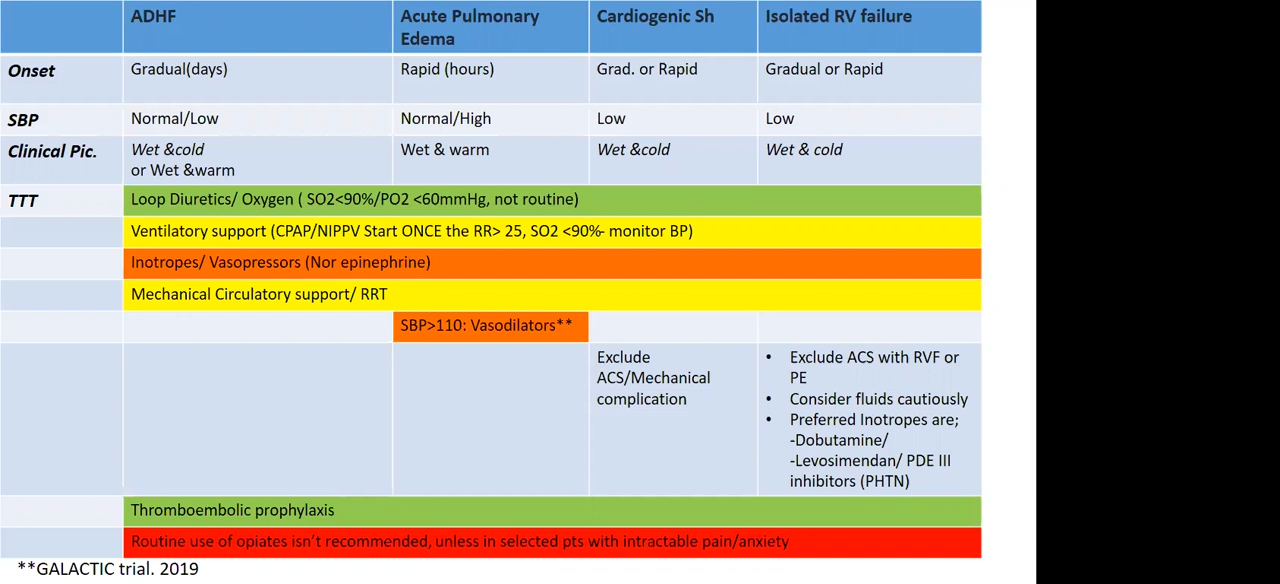 ADHF
Acute Pulmonary
Edema
Cardiogenic Sh
Isolated RV failure
Onset
Gradual(days)
Rapid (hours)
Grad. or Rapid
Gradual or Rapid
SBP
Normal/Low
Normal/High
Low
Low
Clinical Pic.
Wet &cold
or Wet &warm
Wet & warm
Wet &cold
Wet & cold
TTT
Loop Diuretics/ Oxygen ( SO2<90%/PO2 <60mmHg, not routine)
Ventilatory support (CPAP/NIPPV Start ONCE the RR> 25, SO2 <90%- monitor BP)
Inotropes/ Vasopressors (Nor epinephrine)
Mechanical Circulatory support/ RRT
SBP>110: Vasodilators**
Exclude
ACS/Mechanical
complication
• Exclude ACS with RVF or
PE
• Consider fluids cautiously
• Preferred Inotropes are;
-Dobutamine/
-Levosimendan/ PDE III
inhibitors (PHTN)
Thromboembolic prophylaxis
Routine use of opiates isn't recommended, unless in selected pts with intractable pain/anxiety
**GALACTIC trial. 2019